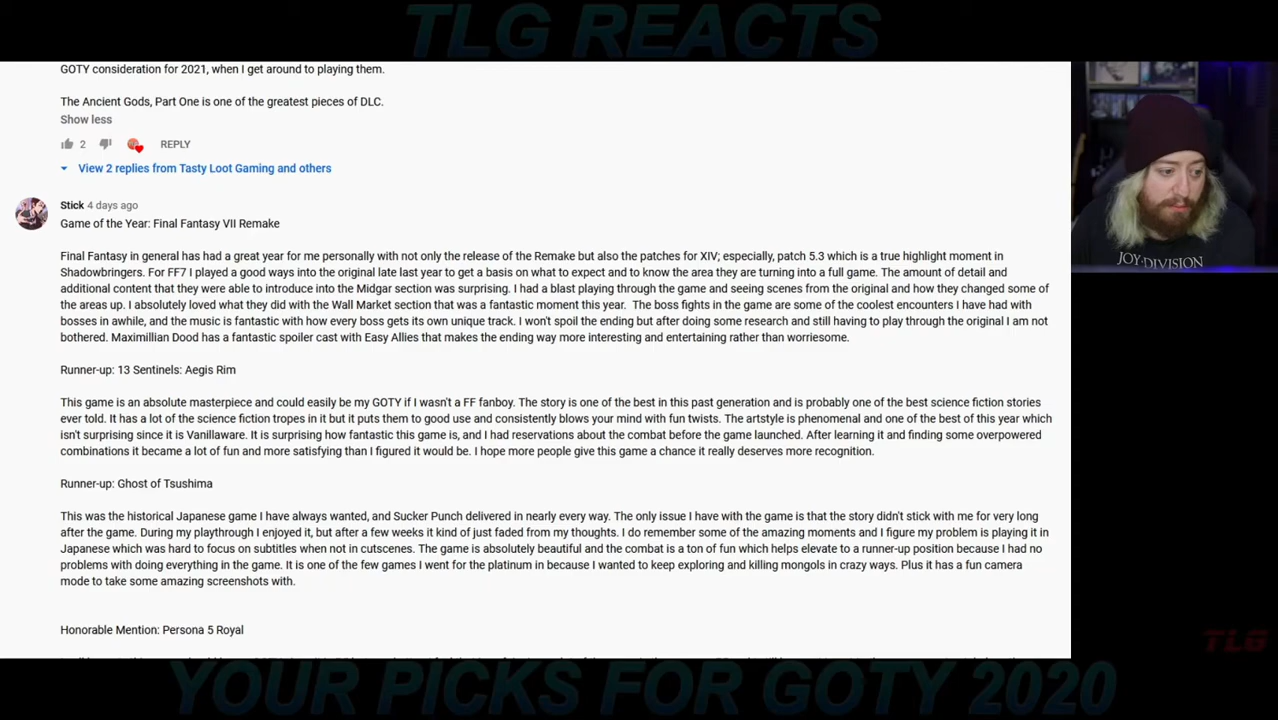 TLG REACTS
GOTY consideration for 2021, when I get around to playing them.
The Ancient Gods, Part One is one of the greatest pieces of DLC.
Show less
2 REPLY
View 2 replies from Tasty Loot Gaming and others
Stick 4 days ago
Game of the Year: Final Fantasy VII Remake
Final Fantasy in general has had a great year for me personally with not only the release of the Remake but also the patches for XIV; especially, patch 5.3 which is a true highlight moment in
Shadowbringers. For FF7 I played a good ways into the original late last year to get a basis on what to expect and to know the area they are turning into a full game. The amount of detail and
additional content that they were able to introduce into the Midgar section was surprising. I had a blast playing through the game and seeing scenes from the original and how they changed some of
the areas up. I absolutely loved what they did with the Wall Market section that was a fantastic moment this year. The boss fights in the game are some of the coolest encounters I have had with
bosses in awhile, and the music is fantastic with how every boss gets its own unique track. I won't spoil the ending but after doing some research and still having to play through the original I am not
bothered. Maximillian Dood has a fantastic spoiler cast with Easy Allies that makes the ending way more interesting and entertaining rather than worriesome.
Runner-up: 13 Sentinels: Aegis Rim
This game is an absolute masterpiece and could easily be my GOTY if I wasn't a FF fanboy. The story is one of the best in this past generation and is probably one of the best science fiction stories
ever told. It has a lot of the science fiction tropes in it but it puts them to good use and consistently blows your mind with fun twists. The artstyle is phenomenal and one of the best of this year which
isn't surprising since it is Vanillaware. It is surprising how fantastic this game is, and I had reservations about the combat before the game launched. After learning it and finding some overpowered
combinations it became a lot of fun and more satisfying than I figured it would be. I hope more people give this game a chance it really deserves more recognition.
Runner-up: Ghost of Tsushima
This was the historical Japanese game I have always wanted, and Sucker Punch delivered in nearly every way. The only issue I have with the game is that the story didn't stick with me for very long
after the game. During my playthrough I enjoyed it, but after a few weeks it kind of just faded from my thoughts. I do remember some of the amazing moments and I figure my problem is playing it in
Japanese which was hard to focus on subtitles when not in cutscenes. The game is absolutely beautiful and the combat is a ton of fun which helps elevate to a runner-up position because I had no
problems with doing everything in the game. It is one of the few games I went for the platinum in because I wanted to keep exploring and killing mongols in crazy ways. Plus it has a fun camera
mode to take some amazing screenshots with.
Honorable Mention: Persona 5 Royal
JOY DIVISION
TLG
YOUR PICKS FOR GOTY 2020